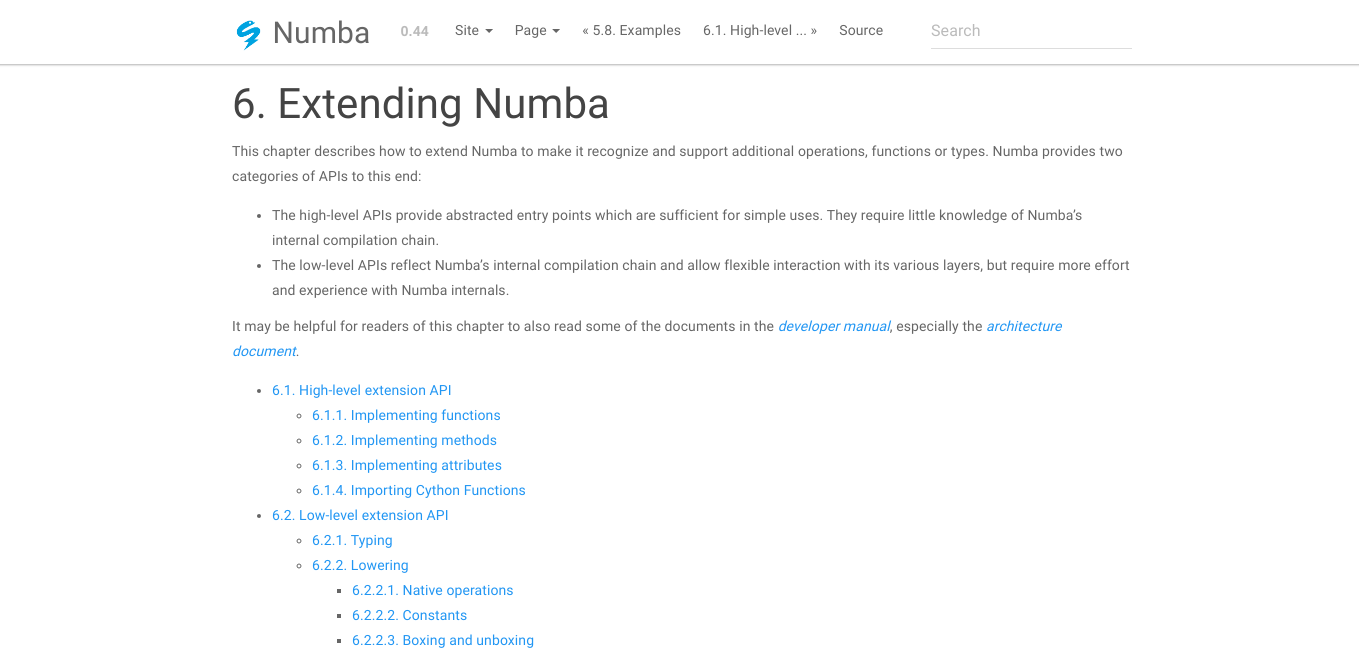 Numba 0.44 Site Page « 5.8. Examples 6.1. High-level ... » Source Search
6. Extending Numba
This chapter describes how to extend Numba to make it recognize and support additional operations, functions or types. Numba provides two
categories of APIs to this end:
The high-level APIs provide abstracted entry points which are sufficient for simple uses. They require little knowledge of Numba’s
internal compilation chain.
The low-level APIs reflect Numba’s internal compilation chain and allow flexible interaction with its various layers, but require more effort
and experience with Numba internals.
It may be helpful for readers of this chapter to also read some of the documents in the developer manual, especially the architecture
document.
6.1. High-level extension API
6.1.1. Implementing functions
6.1.2. Implementing methods
6.1.3. Implementing attributes
6.1.4. Importing Cython Functions
6.2. Low-level extension API
6.2.1. Typing
6.2.2. Lowering
6.2.2.1. Native operations
6.2.2.2. Constants
6.2.2.3. Boxing and unboxing